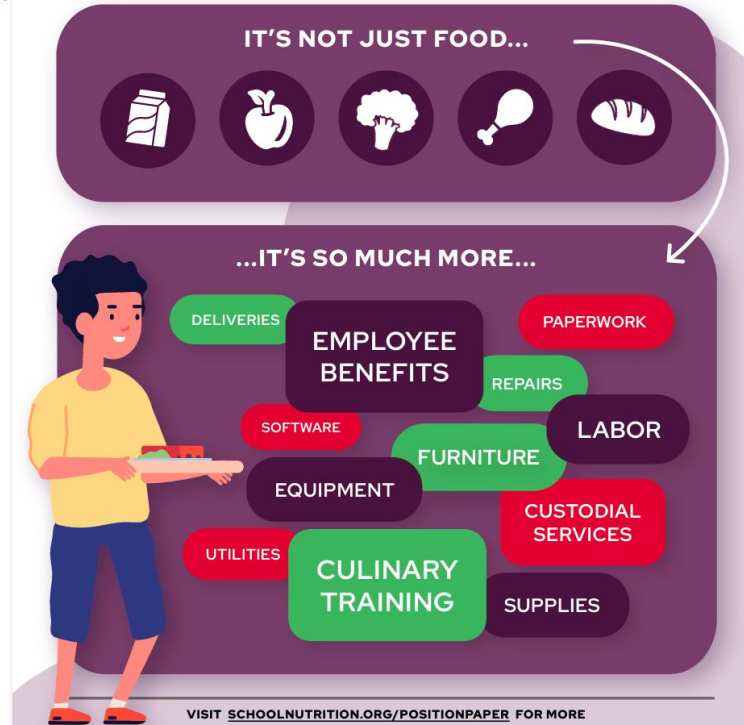 IT'S NOT JUST FOOD...
...IT'S SO MUCH MORE...
DELIVERIES
EMPLOYEE
BENEFITS
PAPERWORK
REPAIRS
SOFTWARE
LABOR
FURNITURE
EQUIPMENT
CUSTODIAL
SERVICES
UTILITIES
CULINARY
TRAINING
SUPPLIES
VISIT SCHOOLNUTRITION.ORG/POSITIONPAPER FOR MORE